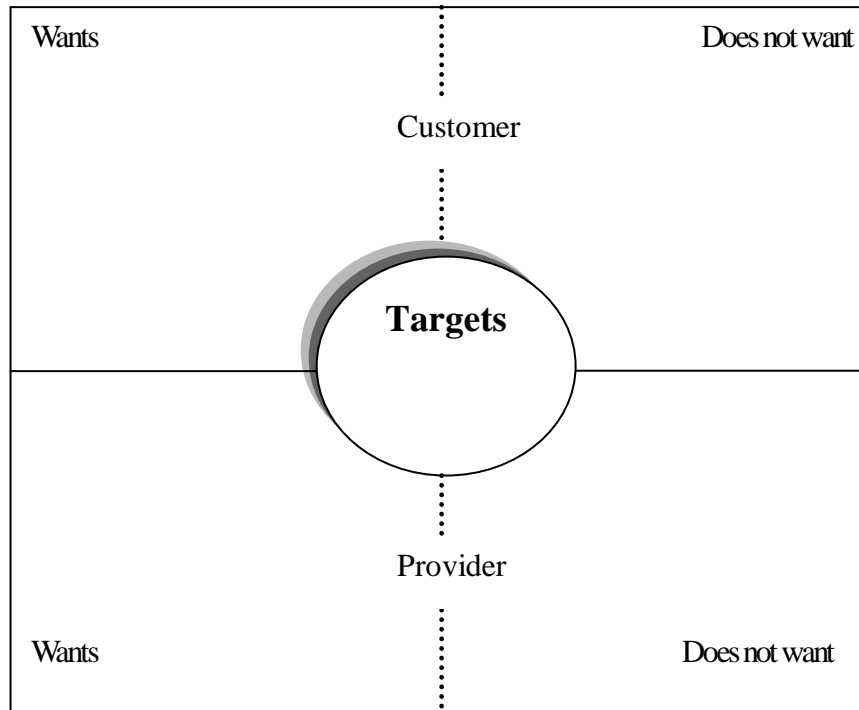 Wants Does not want
Customer
Targets
Provider
Wants Does not want